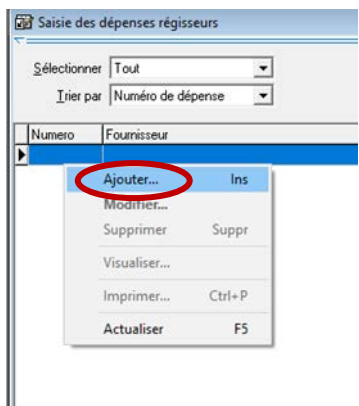 Saisie des dépenses régisseurs
Sélectionner Tout
Trier par Numéro de dépense
Numero Fournisseur
Ajouter... Ins
Modifier...
Supprimer Suppr
Visualiser...
Imprimer... Ctrl+P
Actualiser F5